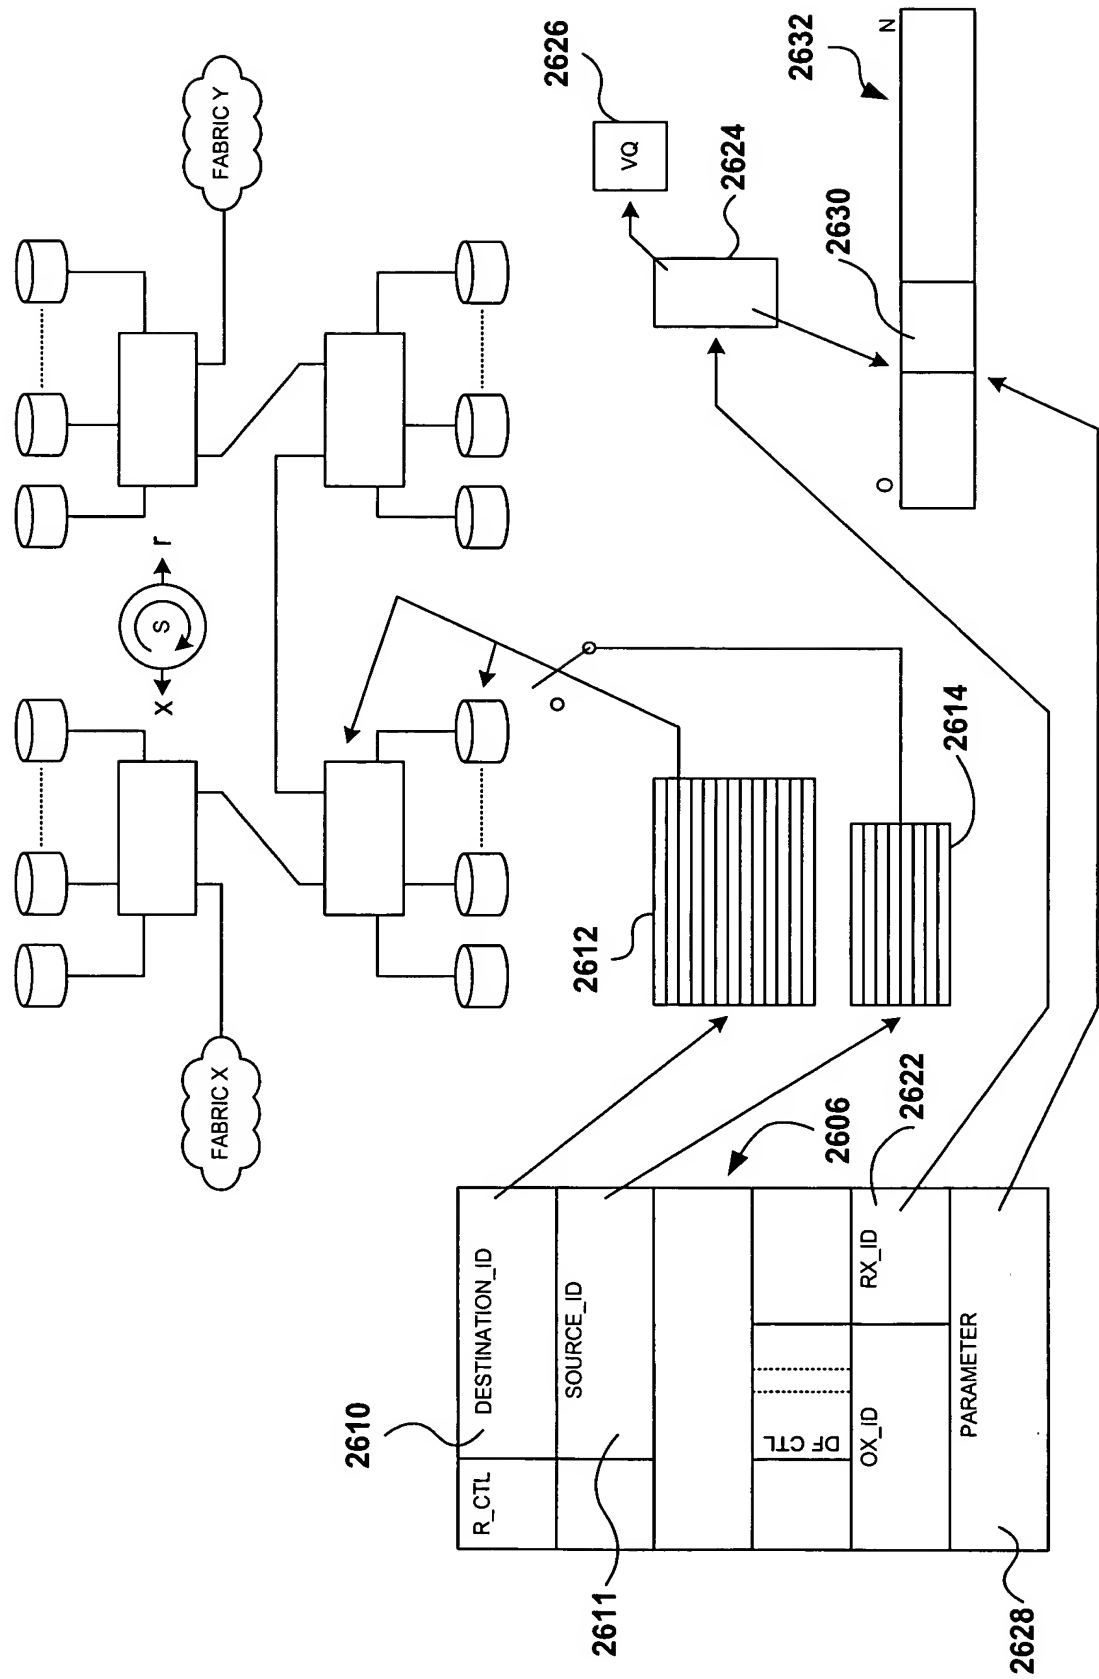 FABRIC X
FABRIC Y
X
S
r
R_CTL
DESTINATION_ID
SOURCE_ID
DF CTL
OX_ID
RX_ID
PARAMETER
2610
2611
2628
2606
2622
2612
2614
2626
VQ
2624
2630
2632
O
N